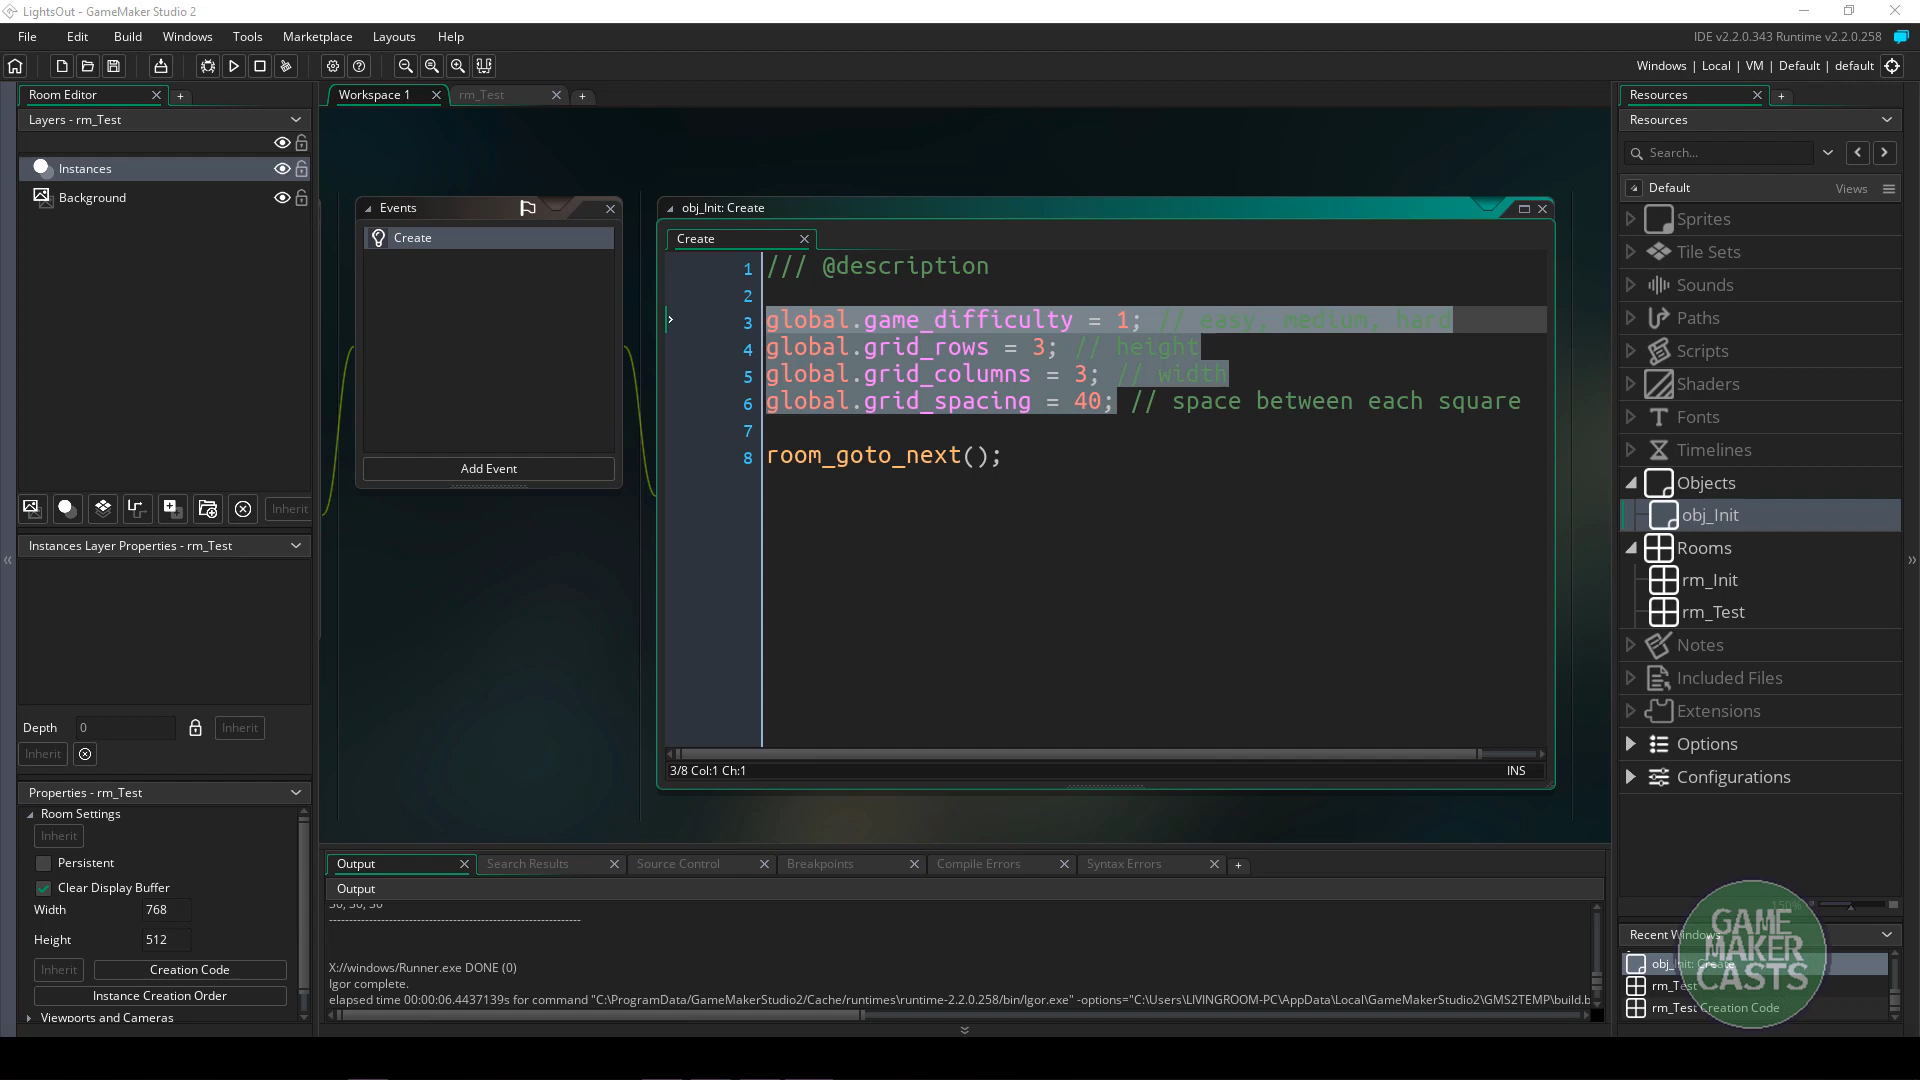 LightsOut - GameMaker Studio 2
File Edit Build Windows Tools Marketplace Layouts Help
IDE v2.2.0.343 Runtime v2.2.0.258
Windows | Local | VM | Default | default
Room Editor
Layers - rm_Test
Instances
Background
Inherit
Instances Layer Properties - rm_Test
Depth 0 Inherit
Inherit
Properties - rm_Test
Room Settings
Inherit
Persistent
Clear Display Buffer
Width 768
Height 512
Inherit Creation Code
Instance Creation Order
Viewports and Cameras
Workspace 1 rm_Test
Events
Create
Add Event
obj_Init: Create
Create
1 /// @description
2
3 global.game_difficulty = 1; // easy, medium, hard
4 global.grid_rows = 3; // height
5 global.grid_columns = 3; // width
6 global.grid_spacing = 40; // space between each square
7
8 room_goto_next();
3/8 Col:1 Ch:1 INS
Output Search Results Source Control Breakpoints Compile Errors Syntax Errors
Output
--------------------------------------------------------------
X://windows/Runner.exe DONE (0)
Igor complete.
elapsed time 00:00:06.4437139s for command "C:\ProgramData/GameMakerStudio2/Cache/runtimes\runtime-2.2.0.258/bin/Igor.exe" -options="C:\Users\LIVINGROOM-PC\AppData\Local\GameMakerStudio2\GMS2TEMP\build.b
Resources
Resources
Search...
Default Views
Sprites
Tile Sets
Sounds
Paths
Scripts
Shaders
Fonts
Timelines
Objects
obj_Init
Rooms
rm_Init
rm_Test
Notes
Included Files
Extensions
Options
Configurations
150%
Recent Windows
obj_Init: Create
rm_Test
rm_Test Creation Code
GAME
MAKER
CASTS